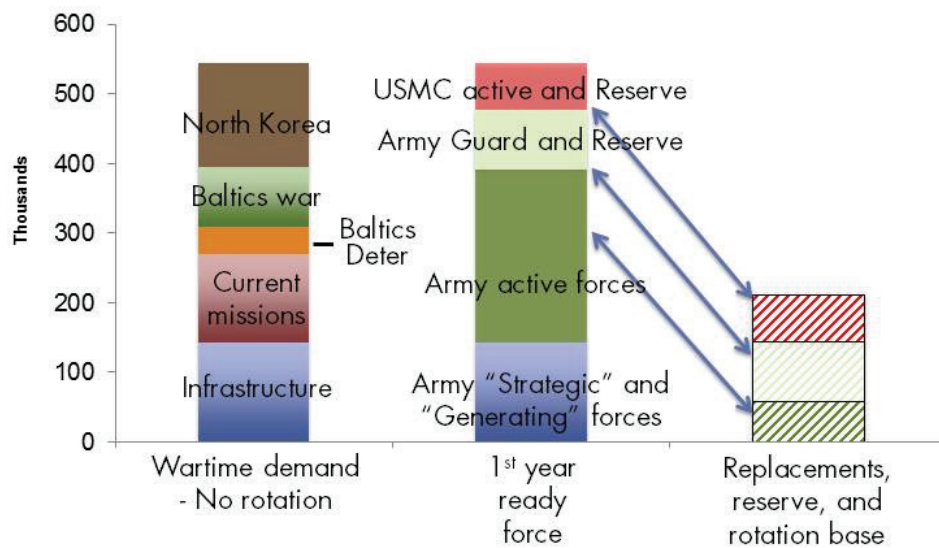 600
500
400
300
200
100
0
Thousands
North Korea
Baltics war
Baltics
Deter
Current
missions
Infrastructure
USMC active and Reserve
Army Guard and Reserve
Army active forces
Army “Strategic” and
“Generating” forces
Wartime demand
- No rotation
1st year
ready
force
Replacements,
reserve, and
rotation base